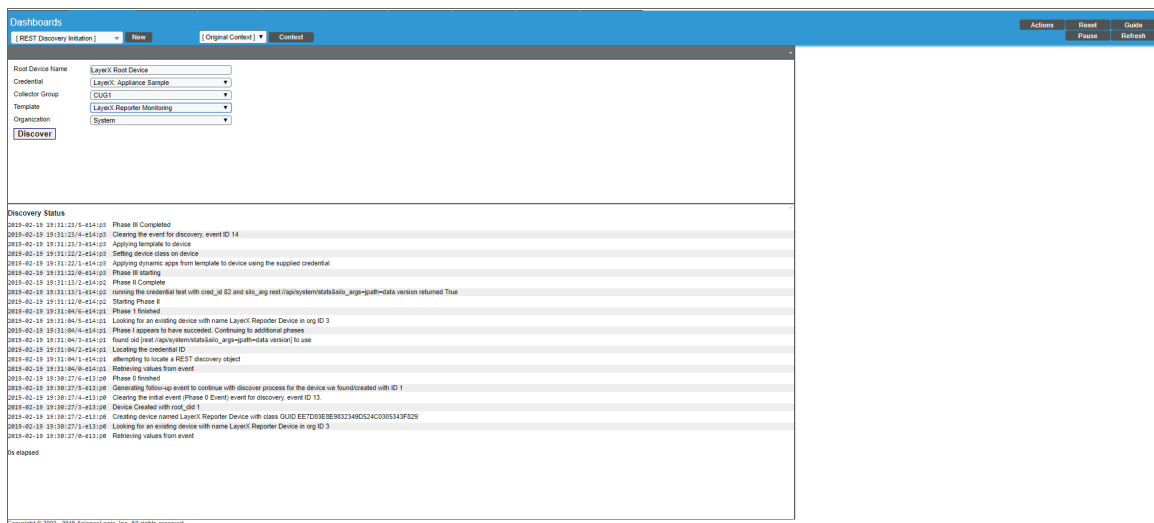 Dashboards
[ REST Discovery Initiation ] New [ Original Context ] Context Actions Reset Guide
Pause Refresh
Root Device Name LayerX Root Device
Credential LayerX: Appliance Sample
Collector Group CUG1
Template LayerX Reporter Monitoring
Organization System
Discover
Discovery Status
2019-02-19 19:31:23/5-e14:p3 Phase III Completed
2019-02-19 19:31:23/4-e14:p3 Clearing the event for discovery, event ID 14
2019-02-19 19:31:23/3-e14:p3 Applying template to device
2019-02-19 19:31:22/2-e14:p3 Setting device class on device
2019-02-19 19:31:22/1-e14:p3 Applying dynamic apps from template to device using the supplied credential.
2019-02-19 19:31:22/0-e14:p3 Phase III starting
2019-02-19 19:31:13/2-e14:p2 Phase II Complete
2019-02-19 19:31:13/1-e14:p2 running the credential test with cred_id 82 and silo_arg rest://api/system/stats&silo_args=jpath=data.version returned True
2019-02-19 19:31:12/0-e14:p2 Starting Phase II
2019-02-19 19:31:04/6-e14:p1 Phase 1 finished
2019-02-19 19:31:04/5-e14:p1 Looking for an existing device with name LayerX Reporter Device in org ID 3
2019-02-19 19:31:04/4-e14:p1 Phase I appears to have succeded. Continuing to additional phases
2019-02-19 19:31:04/3-e14:p1 found oid [rest://api/system/stats&silo_args=jpath=data.version] to use
2019-02-19 19:31:04/2-e14:p1 Locating the credential ID
2019-02-19 19:31:04/1-e14:p1 attempting to locate a REST discovery object
2019-02-19 19:31:04/0-e14:p1 Retrieving values from event
2019-02-19 19:30:27/6-e13:p0 Phase 0 finished
2019-02-19 19:30:27/5-e13:p0 Generating follow-up event to continue with discover process for the device we found/created with ID 1
2019-02-19 19:30:27/4-e13:p0 Clearing the initial event (Phase 0 Event) event for discovery, event ID 13.
2019-02-19 19:30:27/3-e13:p0 Device Created with root_did 1
2019-02-19 19:30:27/2-e13:p0 Creating device named LayerX Reporter Device with class GUID EE7D03E8E9832349D524C0305343F829
2019-02-19 19:30:27/1-e13:p0 Looking for an existing device with name LayerX Reporter Device in org ID 3
2019-02-19 19:30:27/0-e13:p0 Retrieving values from event
0s elapsed